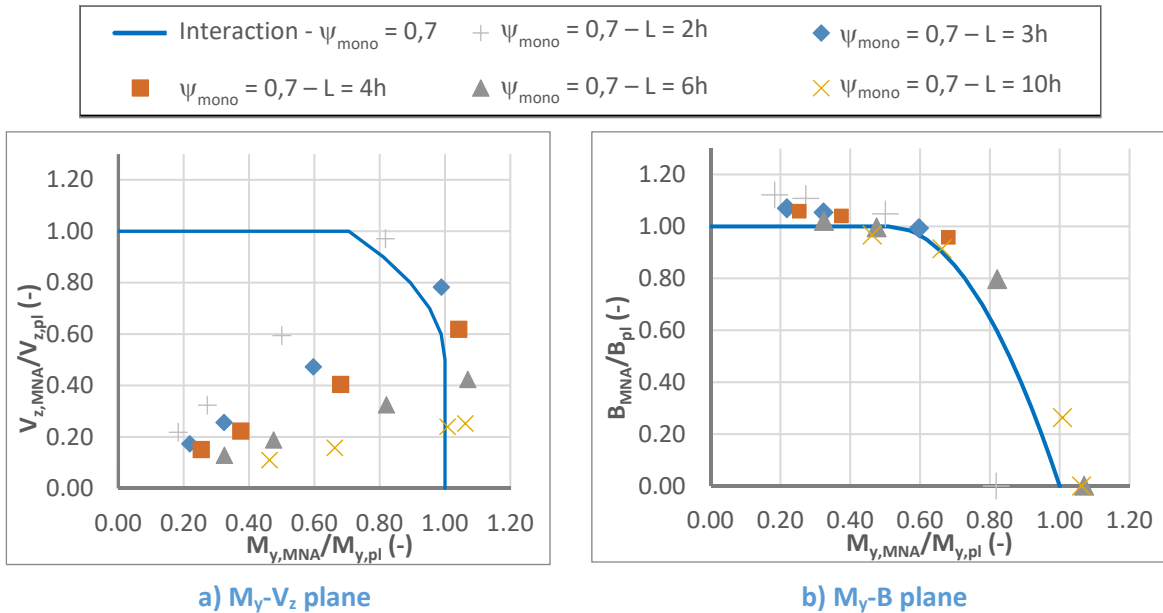 Interaction - ψmono = 0,7
ψmono = 0,7 – L = 2h
ψmono = 0,7 – L = 3h
ψmono = 0,7 – L = 4h
ψmono = 0,7 – L = 6h
ψmono = 0,7 – L = 10h
Vz,MNA/Vz,pl (-)
1.20
1.00
0.80
0.60
0.40
0.20
0.00
0.00 0.20 0.40 0.60 0.80 1.00 1.20
My,MNA/My,pl (-)
a) My-Vz plane
BMNA/Bpl (-)
1.20
1.00
0.80
0.60
0.40
0.20
0.00
0.00 0.20 0.40 0.60 0.80 1.00 1.20
My,MNA/My,pl (-)
b) My-B plane